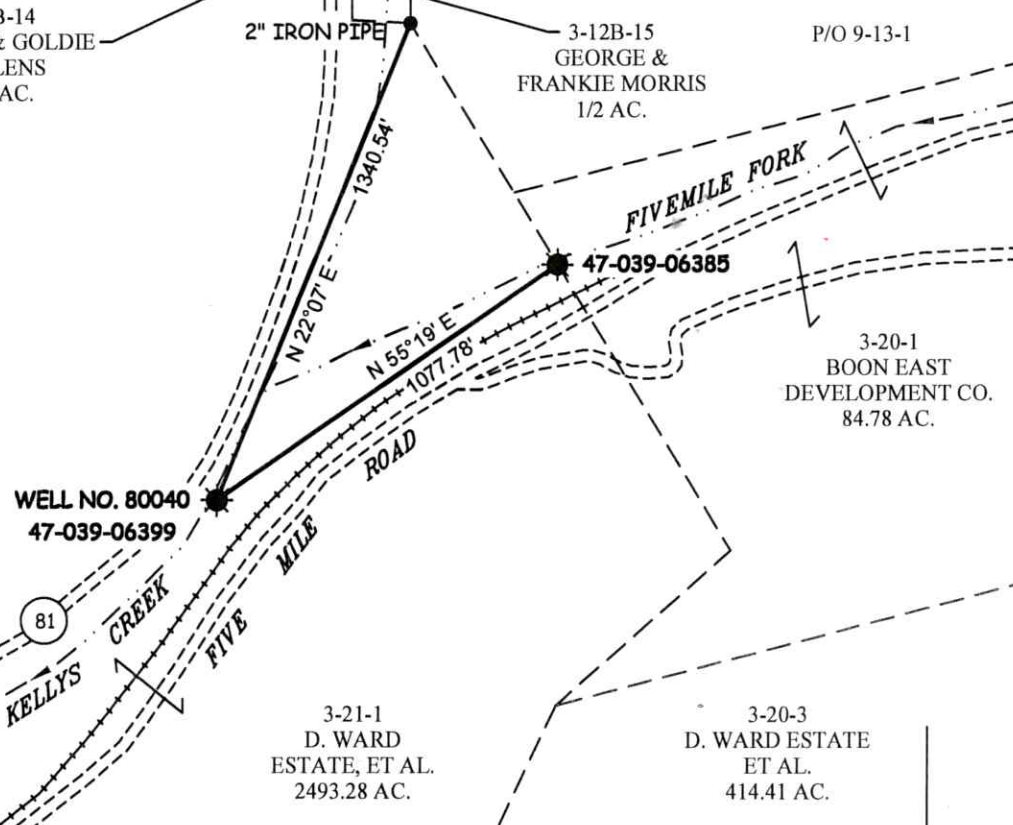 3-14
& GOLDIE
LENS
AC.
2" IRON PIPE
3-12B-15
GEORGE &
FRANKIE MORRIS
1/2 AC.
P/O 9-13-1
1340.54'
N 22°07' E
FIVEMILE FORK
47-039-06385
N 55°19' E
1077.78'
3-20-1
BOON EAST
DEVELOPMENT CO.
84.78 AC.
WELL NO. 80040
47-039-06399
FIVE MILE ROAD
81
KELLYS CREEK
3-21-1
D. WARD
ESTATE, ET AL.
2493.28 AC.
3-20-3
D. WARD ESTATE
ET AL.
414.41 AC.